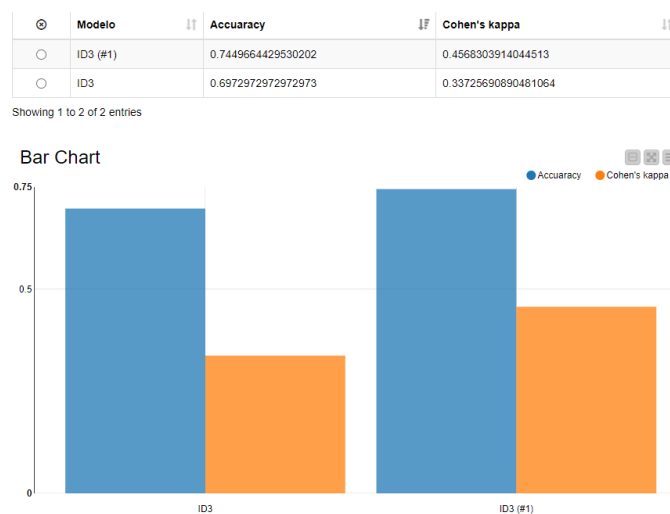 Modelo Accuaracy Cohen's kappa
ID3 (#1) 0.7449664429530202 0.4568303914044513
ID3 0.6972972972972973 0.33725690890481064
Showing 1 to 2 of 2 entries
Bar Chart
Accuaracy Cohen's kappa
0.75
0.5
0
ID3 ID3 (#1)